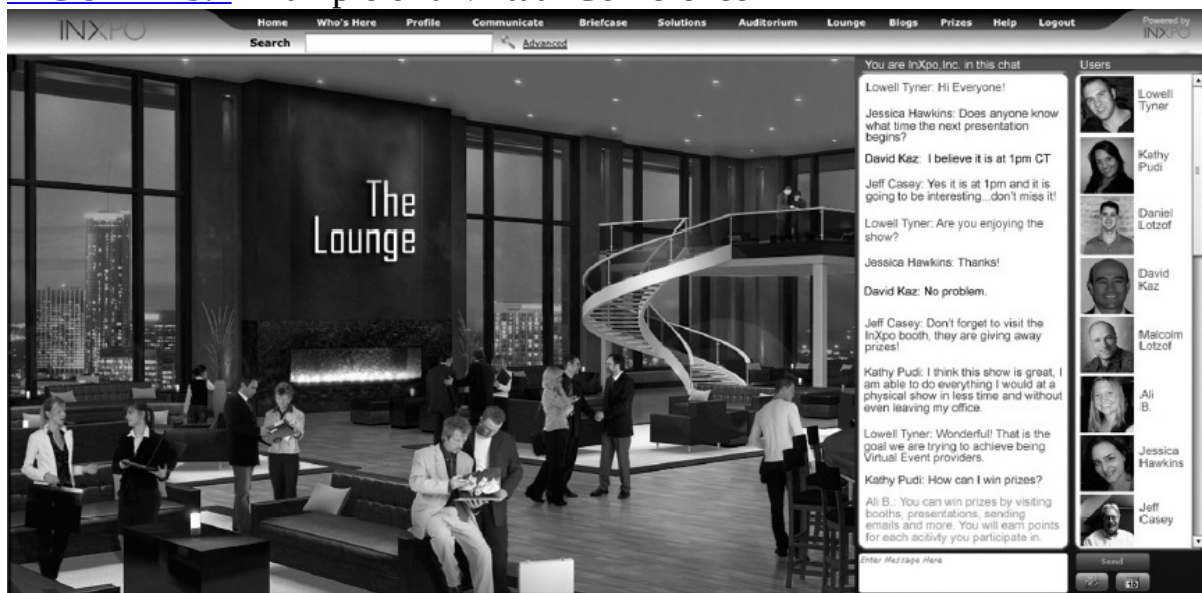 INXPO
Home Who's Here Profile Communicate Briefcase Solutions Auditorium Lounge Blogs Prizes Help Logout
Powered by
INXPO
Search Advanced
The
Lounge
You are InXpo,Inc. in this chat
Lowell Tyner: Hi Everyone!
Jessica Hawkins: Does anyone know
what time the next presentation
begins?
David Kaz: I believe it is at 1pm CT
Jeff Casey: Yes it is at 1pm and it is
going to be interesting...don't miss it!
Lowell Tyner: Are you enjoying the
show?
Jessica Hawkins: Thanks!
David Kaz: No problem.
Jeff Casey: Don't forget to visit the
InXpo booth, they are giving away
prizes!
Kathy Pudi: I think this show is great, I
am able to do everything I would at a
physical show in less time and without
even leaving my office.
Lowell Tyner: Wonderful! That is the
goal we are trying to achieve being
Virtual Event providers.
Kathy Pudi: How can I win prizes?
Ali B.: You can win prizes by visiting
booths, presentations, sending
emails and more. You will earn points
for each acitivty you participate in.
Enter Message Here
Users
Lowell
Tyner
Kathy
Pudi
Daniel
Lotzof
David
Kaz
Malcolm
Lotzof
Ali
B.
Jessica
Hawkins
Jeff
Casey
Send